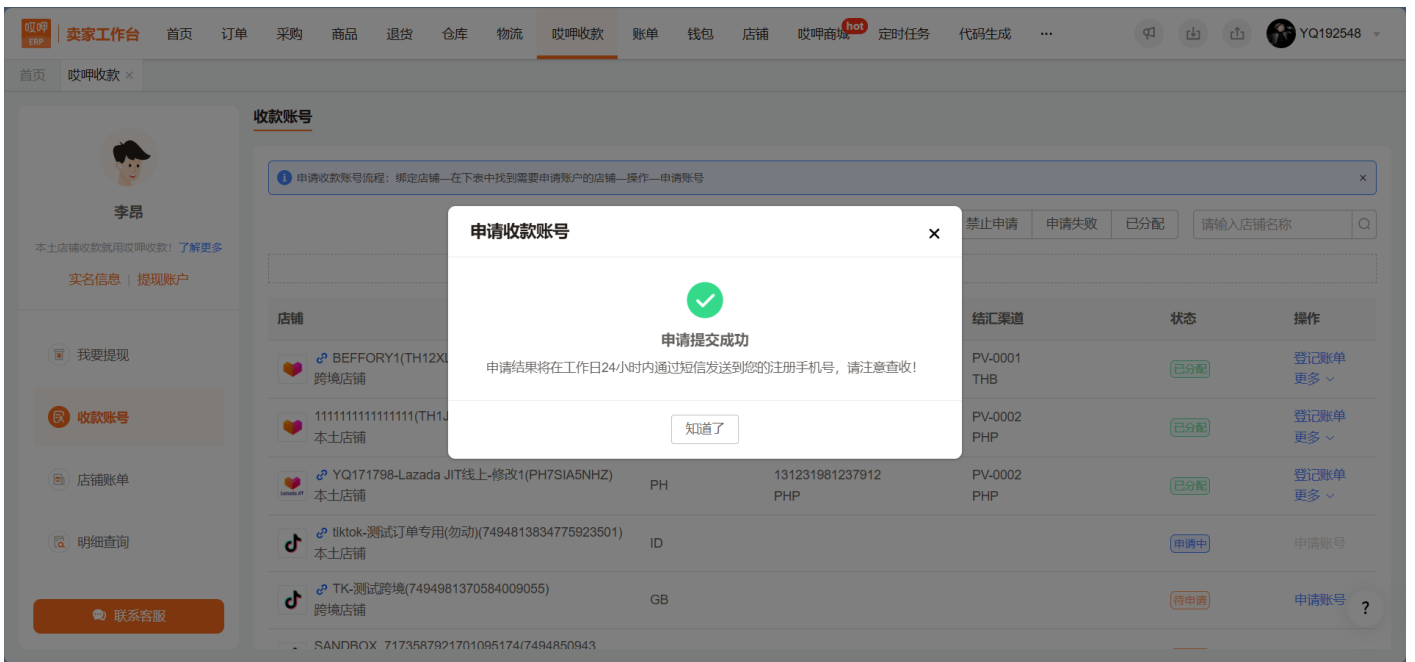 哎呷
ERP
卖家工作台 首页 订单 采购 商品 退货 仓库 物流 哎呷收款 账单 钱包 店铺 哎呷商城 hot 定时任务 代码生成 ··· YQ192548
首页 哎呷收款 ×
收款账号
申请收款账号流程：绑定店铺—在下表中找到需要申请账户的店铺—操作—申请账号 ×
李昂
本土店铺收款就用哎呷收款！了解更多
实名信息 | 提现账户
我要提现
收款账号
店铺账单
明细查询
联系客服
禁止申请 申请失败 已分配 请输入店铺名称
申请收款账号 ×
申请提交成功
申请结果将在工作日24小时内通过短信发送到您的注册手机号，请注意查收！
知道了
店铺 结汇渠道 状态 操作
BEFFORY1(TH12XL PV-0001 已分配 登记账单
跨境店铺 THB 更多
1111111111111111(TH1J PV-0002 已分配 登记账单
本土店铺 PHP 更多
YQ171798-Lazada JIT线上-修改1(PH7SIA5NHZ) PH 131231981237912 PV-0002 已分配 登记账单
本土店铺 PHP PHP 更多
tiktok-测试订单专用(勿动)(7494813834775923501) ID 申请中 申请账号
本土店铺
TK-测试跨境(7494981370584009055) GB 待申请 申请账号
跨境店铺
?
SANDBOX_7173587921701095174(7494850943